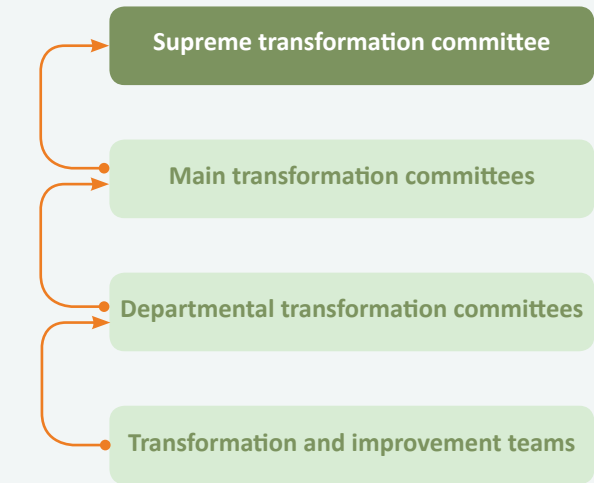 Supreme transformation committee
Main transformation committees
Departmental transformation committees
Transformation and improvement teams